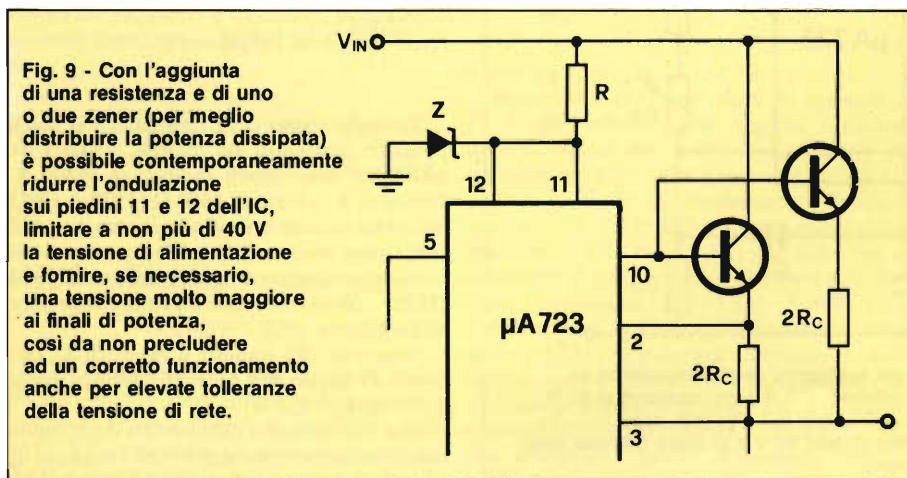 Fig. 9 - Con l'aggiunta
di una resistenza e di uno
o due zener (per meglio
distribuire la potenza dissipata)
è possibile contemporaneamente
ridurre l'ondulazione
sui piedini 11 e 12 dell'IC,
limitare a non più di 40 V
la tensione di alimentazione
e fornire, se necessario,
una tensione molto maggiore
ai finali di potenza,
così da non precludere
ad un corretto funzionamento
anche per elevate tolleranze
della tensione di rete.
VIN
R
Z
12
11
5
10
µA723
2
2RC
2RC
3